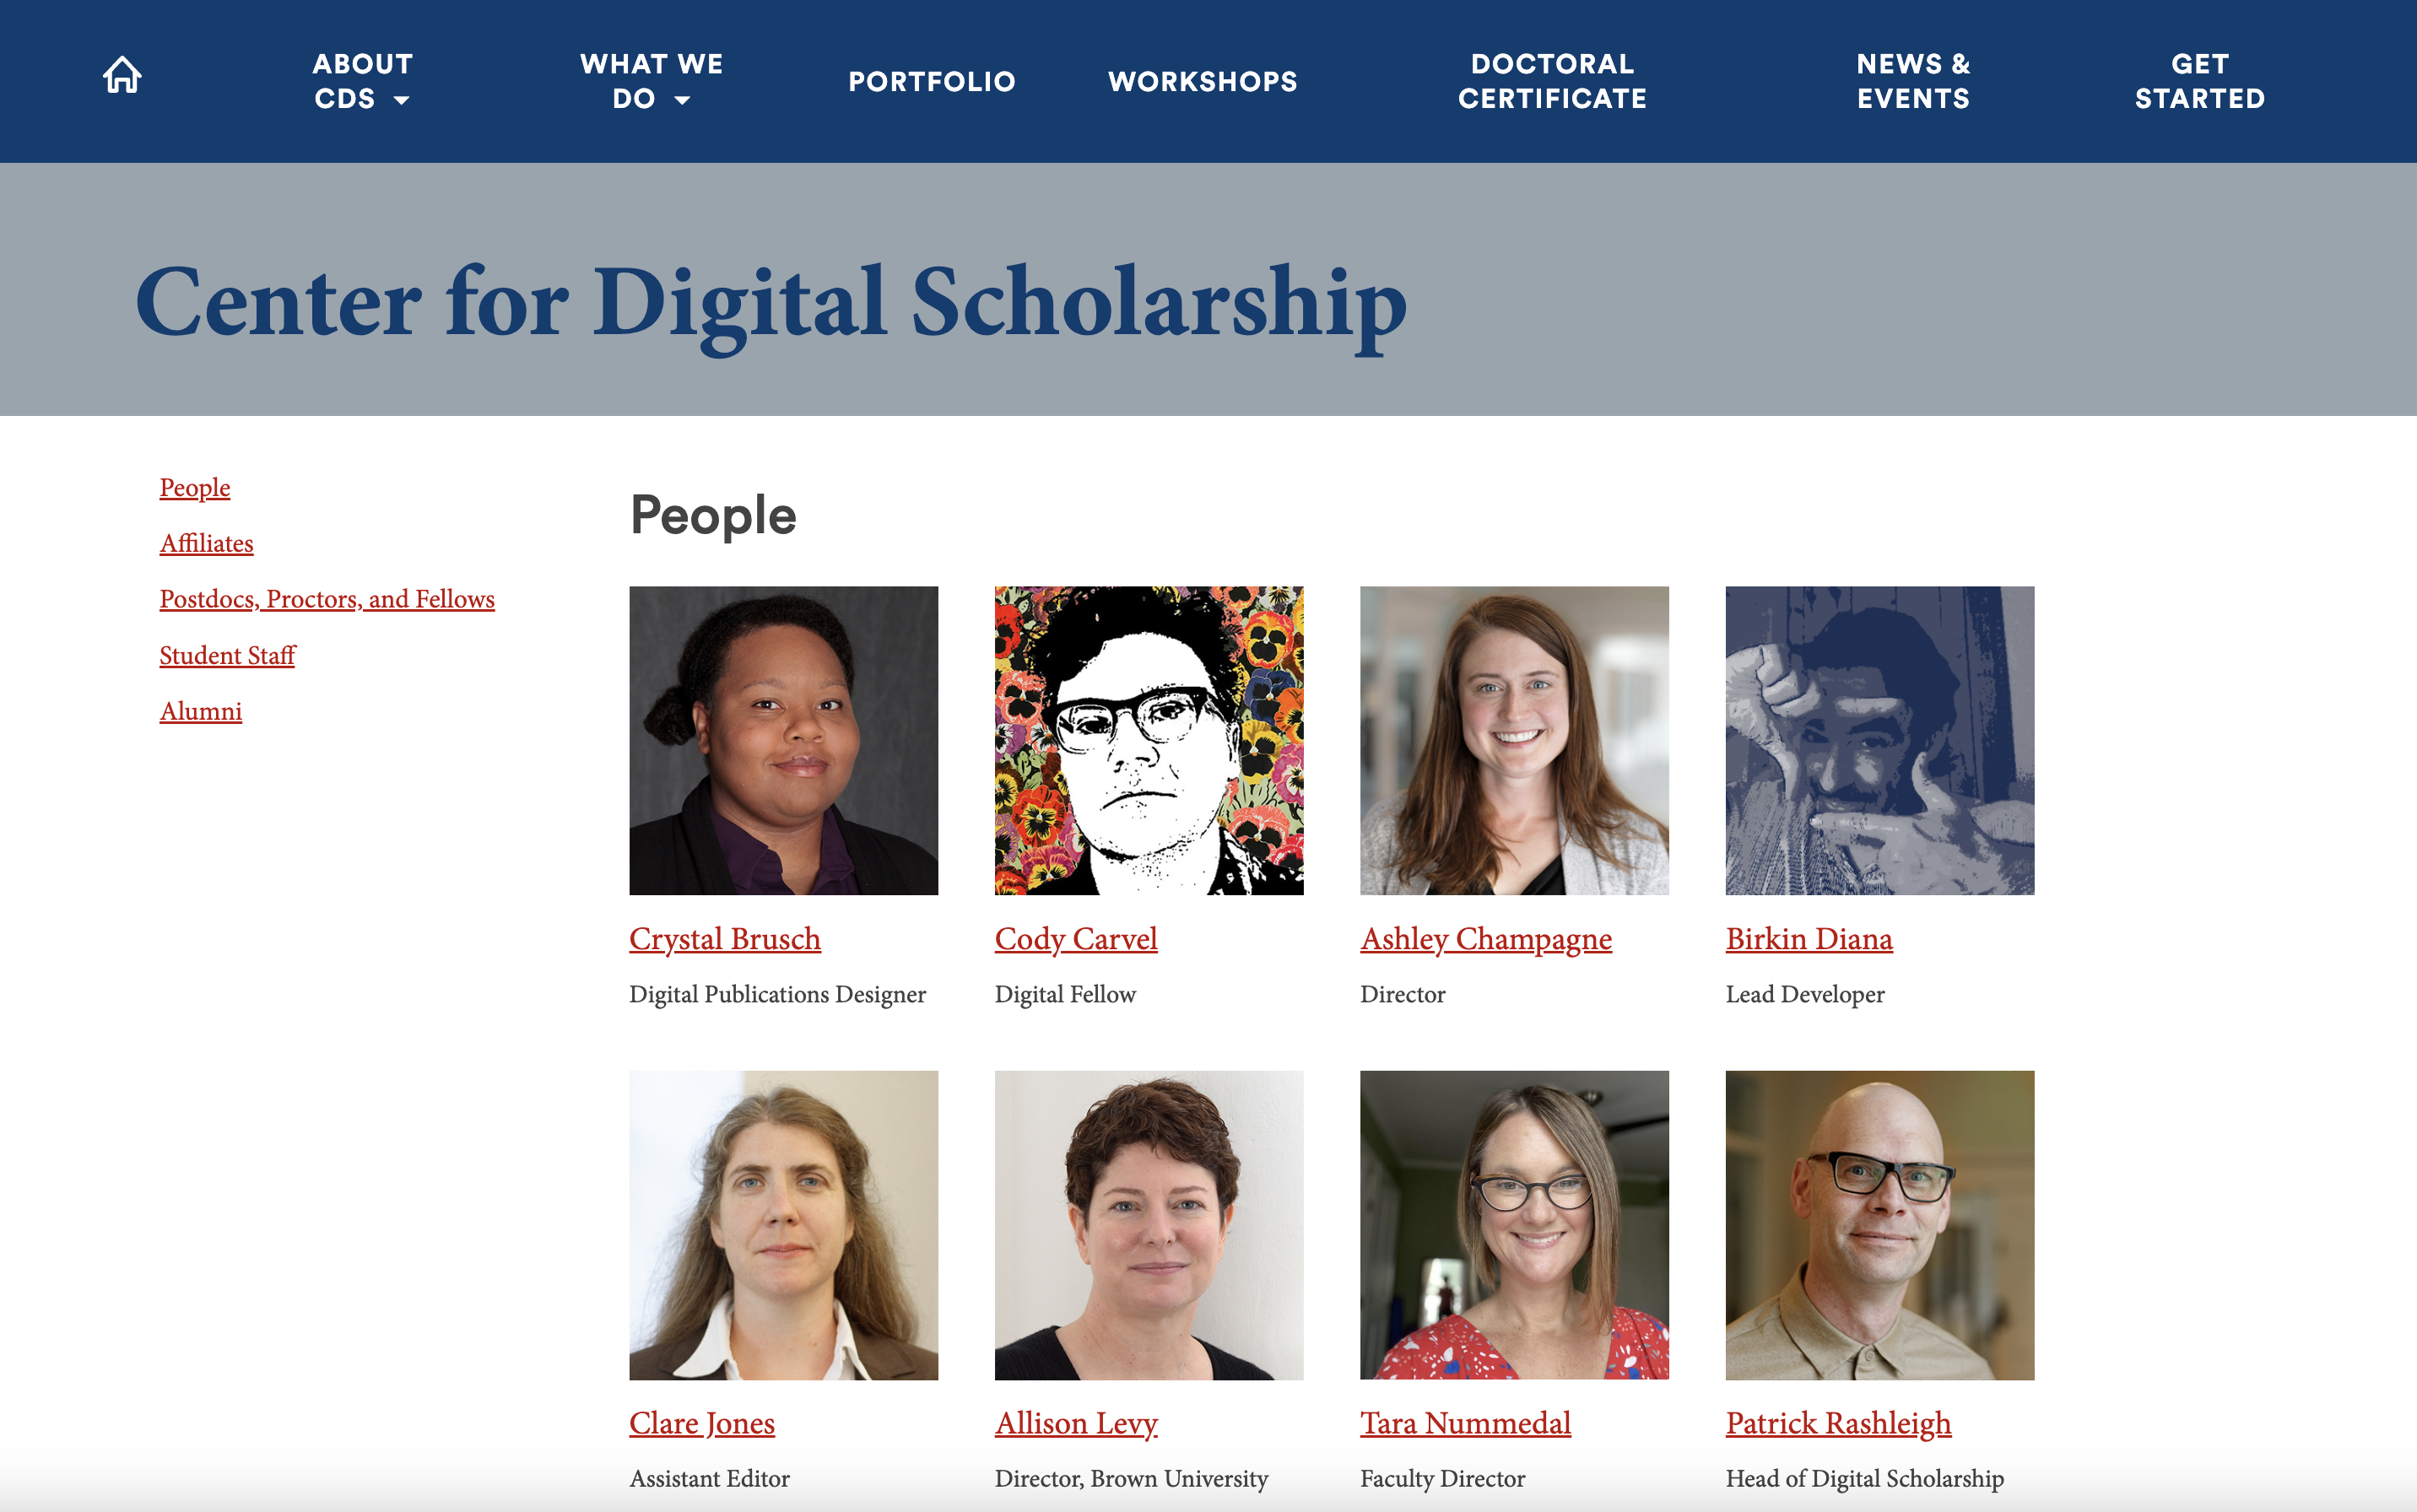 ABOUT
CDS
WHAT WE
DO
PORTFOLIO
WORKSHOPS
DOCTORAL
CERTIFICATE
NEWS &
EVENTS
GET
STARTED
Center for Digital Scholarship
People
Affiliates
Postdocs, Proctors, and Fellows
Student Staff
Alumni
People
Crystal Brusch
Digital Publications Designer
Cody Carvel
Digital Fellow
Ashley Champagne
Director
Birkin Diana
Lead Developer
Clare Jones
Assistant Editor
Allison Levy
Director, Brown University
Tara Nummedal
Faculty Director
Patrick Rashleigh
Head of Digital Scholarship